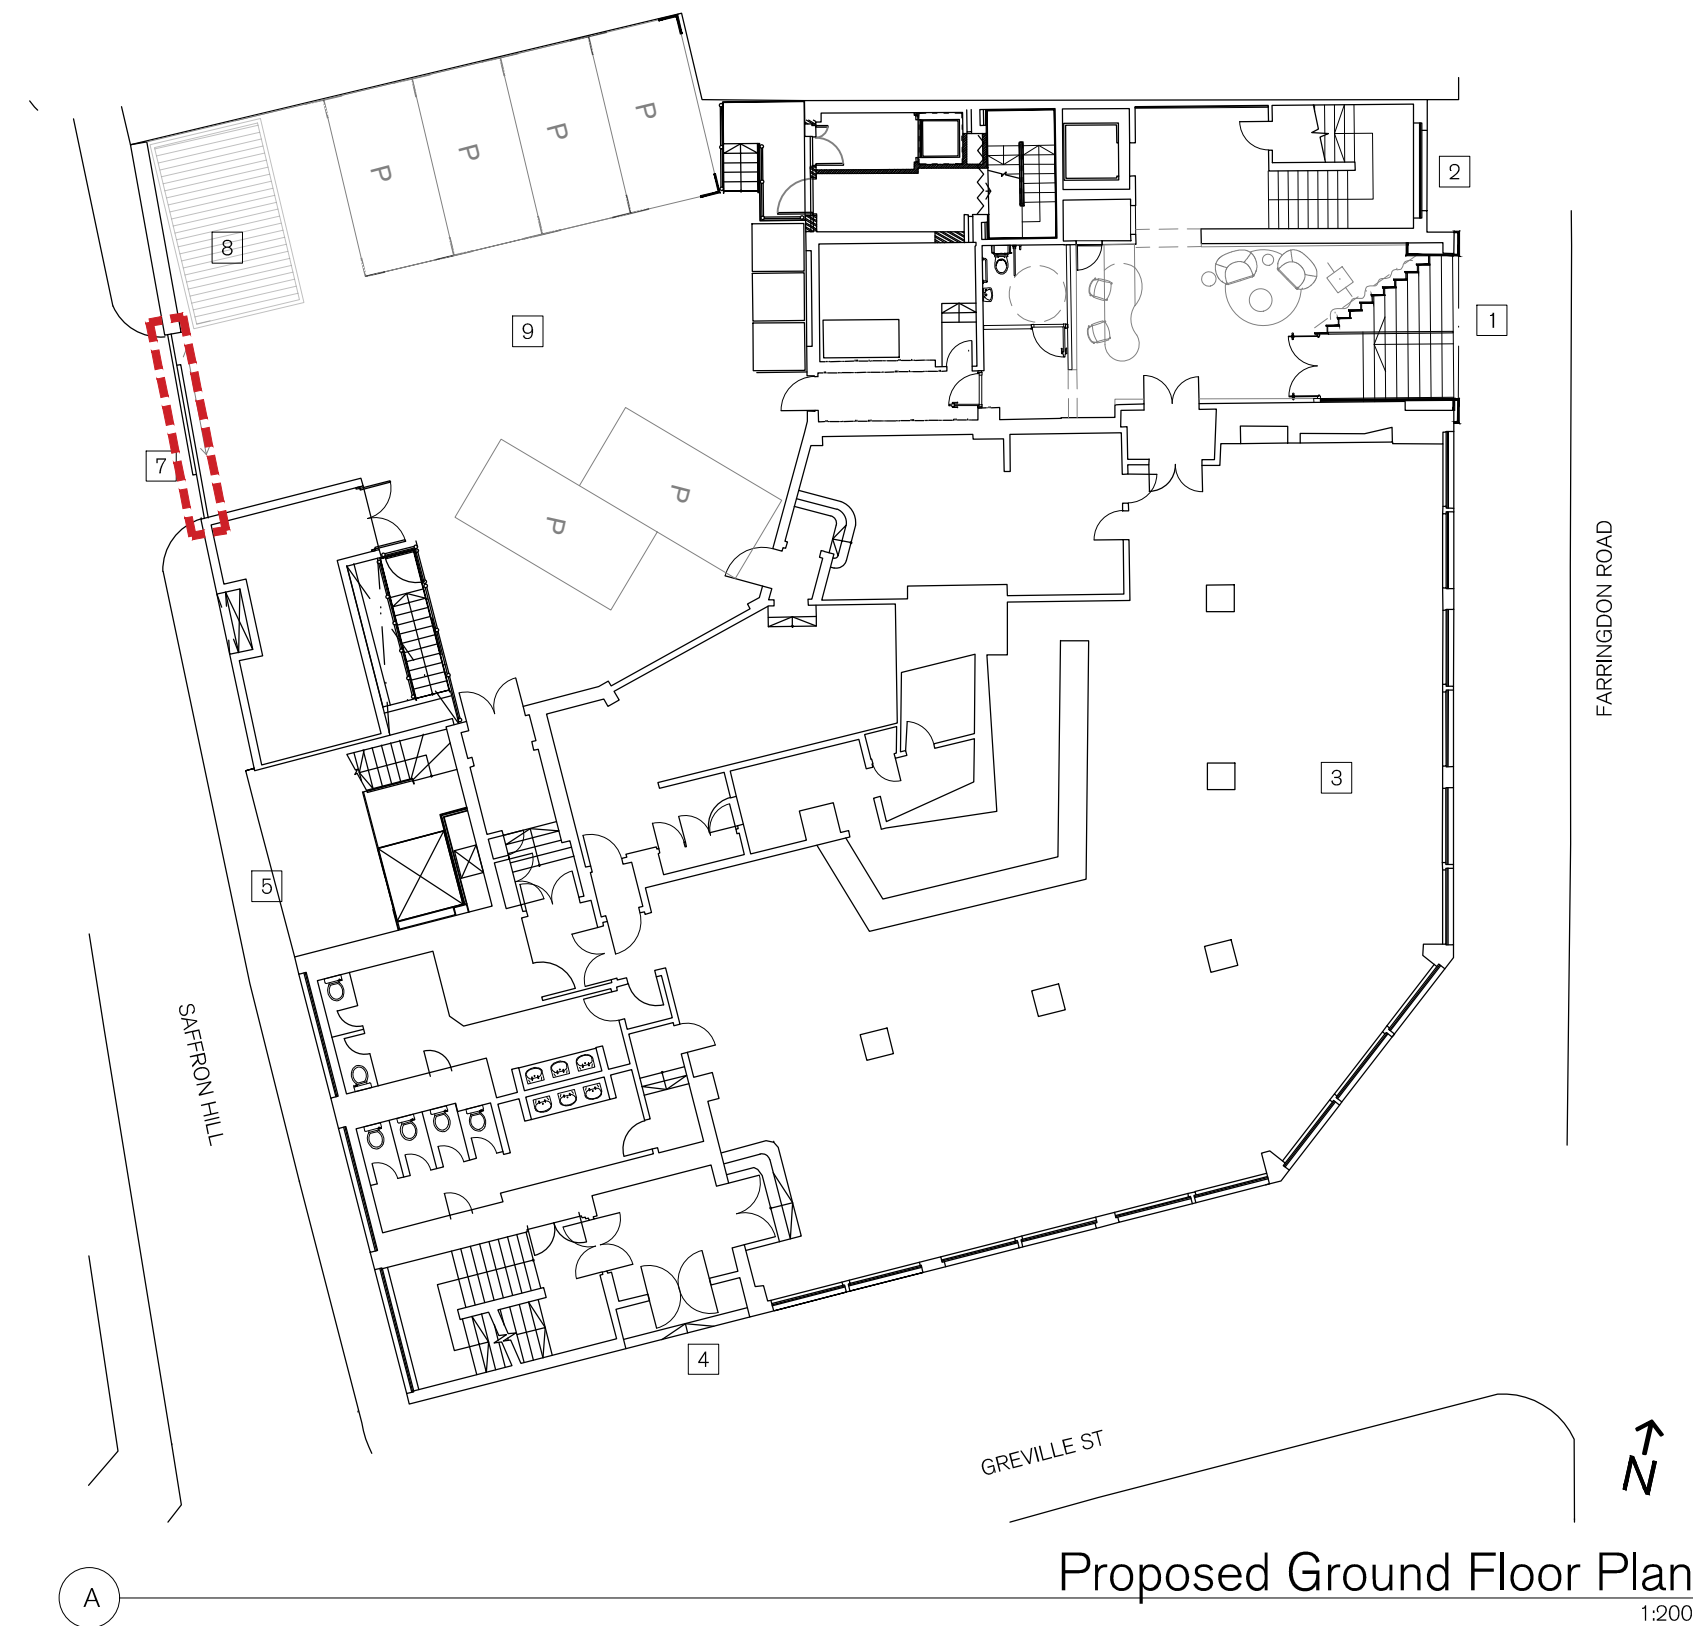 P
P
P
P
2
8
9
1
7
P
P
FARRINGDON ROAD
3
5
SAFFRON HILL
4
GREVILLE ST
N
Proposed Ground Floor Plan
A
1:200